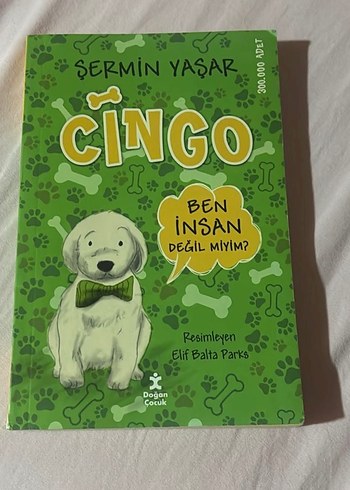 ŞERMİN YAŞAR
300.000 ADET
CİNGO
BEN
İNSAN
DEĞİL MİYİM?
Resimleyen
Elif Balta Parks
Doğan
Çocuk